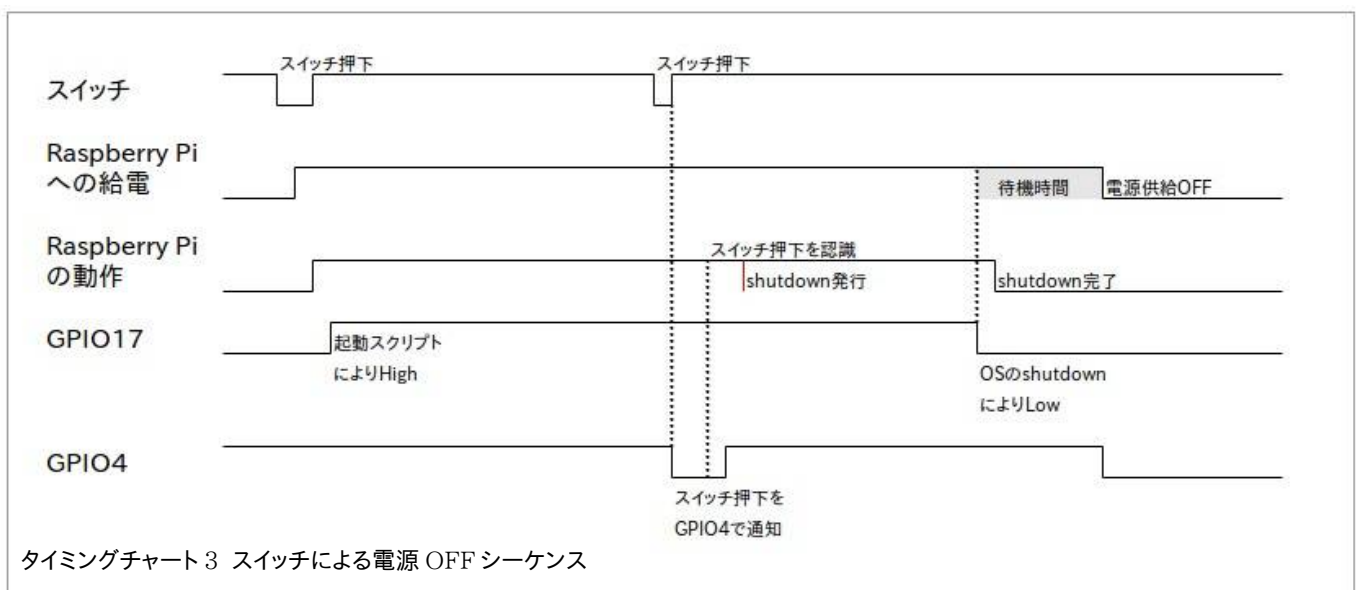 スイッチ押下
スイッチ押下
スイッチ
Raspberry Pi
への給電
待機時間
電源供給OFF
Raspberry Pi
の動作
スイッチ押下を認識
shutdown発行
shutdown完了
GPIO17
起動スクリプト
によりHigh
OSのshutdown
によりLow
GPIO4
スイッチ押下を
GPIO4で通知
タイミングチャート 3 スイッチによる電源 OFF シーケンス